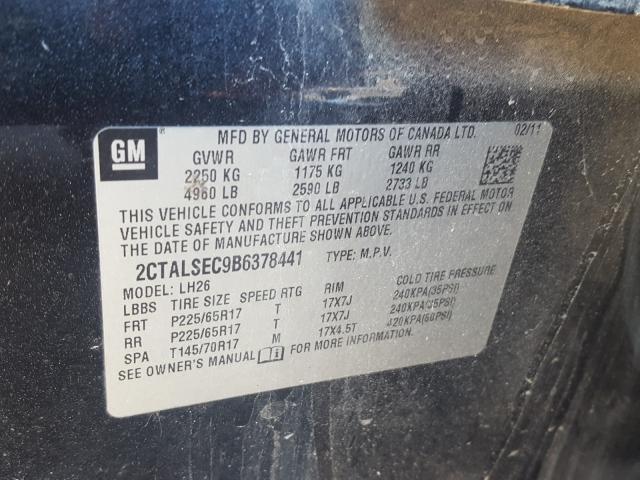 GM
®
MFD BY GENERAL MOTORS OF CANADA LTD. 02/11
GVWR GAWR FRT GAWR RR
2250 KG 1175 KG 1240 KG
4960 LB 2590 LB 2733 LB
THIS VEHICLE CONFORMS TO ALL APPLICABLE U.S. FEDERAL MOTOR
VEHICLE SAFETY AND THEFT PREVENTION STANDARDS IN EFFECT ON
THE DATE OF MANUFACTURE SHOWN ABOVE.
2CTALSEC9B6378441 TYPE: M.P.V.
MODEL: LH26
LBBS TIRE SIZE SPEED RTG RIM COLD TIRE PRESSURE
FRT P225/65R17 T 17X7J 240KPA(35PSI)
RR P225/65R17 T 17X7J 240KPA(35PSI)
SPA T145/70R17 M 17X4.5T 420KPA(60PSI)
SEE OWNER'S MANUAL FOR MORE INFORMATION.